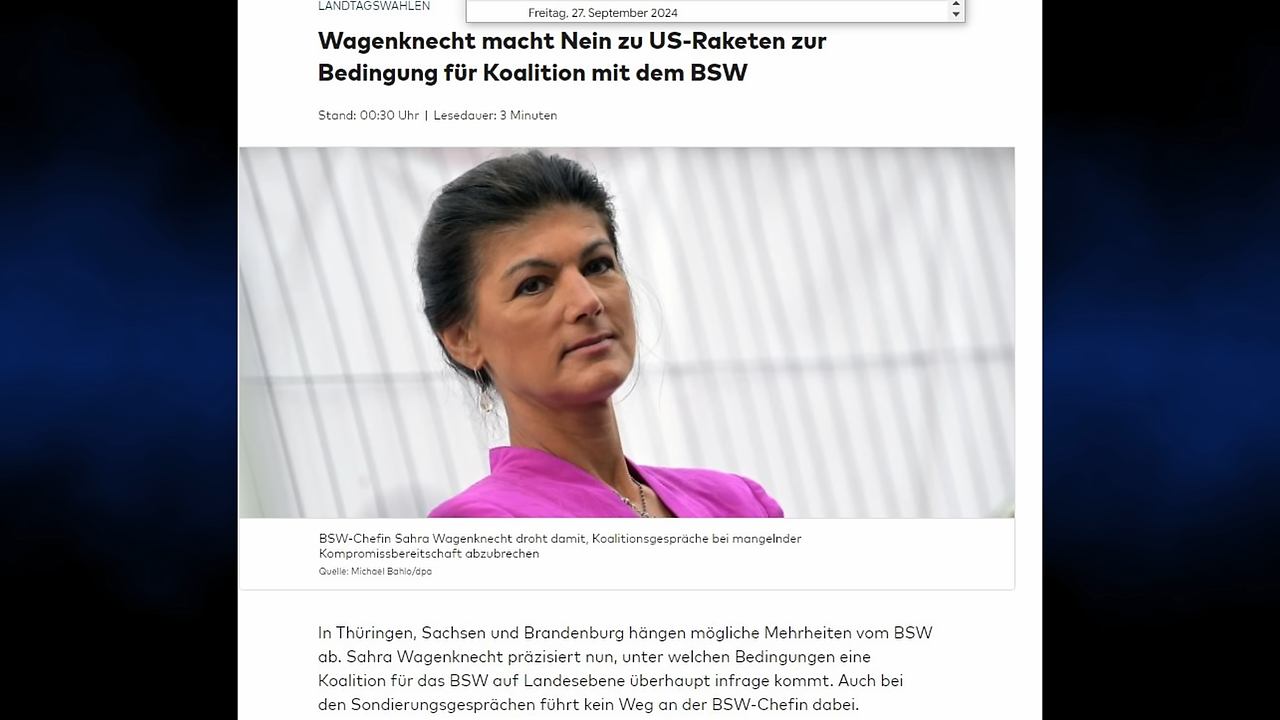 LANDTAGSWAHLEN
Freitag, 27. September 2024
Wagenknecht macht Nein zu US-Raketen zur
Bedingung für Koalition mit dem BSW
Stand: 00:30 Uhr | Lesedauer: 3 Minuten
BSW-Chefin Sahra Wagenknecht droht damit, Koalitionsgespräche bei mangelnder
Kompromissbereitschaft abzubrechen
Quelle: Michael Bahlo/dpa
In Thüringen, Sachsen und Brandenburg hängen mögliche Mehrheiten vom BSW
ab. Sahra Wagenknecht präzisiert nun, unter welchen Bedingungen eine
Koalition für das BSW auf Landesebene überhaupt infrage kommt. Auch bei
den Sondierungsgesprächen führt kein Weg an der BSW-Chefin dabei.